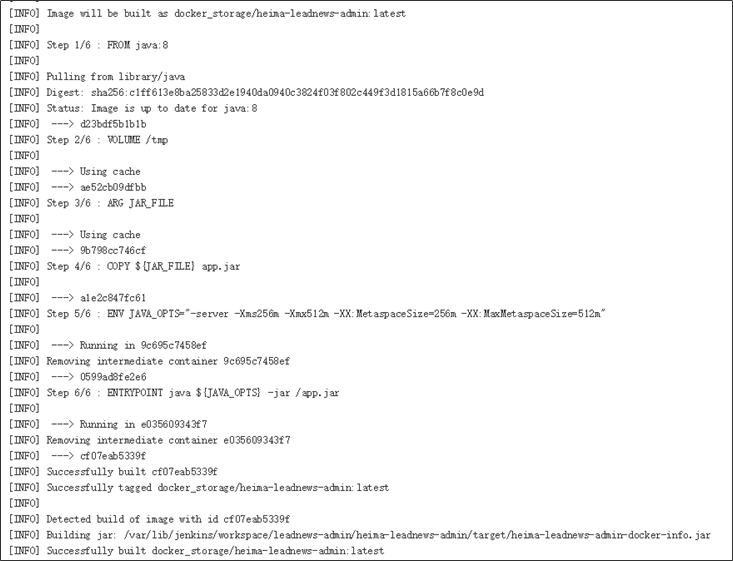 [INFO] Image will be built as docker_storage/heima-leadnews-admin:latest
[INFO]
[INFO] Step 1/6 : FROM java:8
[INFO]
[INFO] Pulling from library/java
[INFO] Digest: sha256:c1ff613e8ba25833d2e1940da0940c3824f03f802c449f3d1815a66b7f8c0e9d
[INFO] Status: Image is up to date for java:8
[INFO]  ---> d23bdf5b1b1b
[INFO] Step 2/6 : VOLUME /tmp
[INFO]
[INFO]  ---> Using cache
[INFO]  ---> ae52cb09dfbb
[INFO] Step 3/6 : ARG JAR_FILE
[INFO]
[INFO]  ---> Using cache
[INFO]  ---> 9b798cc746cf
[INFO] Step 4/6 : COPY ${JAR_FILE} app.jar
[INFO]
[INFO]  ---> a1e2c847fc61
[INFO] Step 5/6 : ENV JAVA_OPTS="-server -Xms256m -Xmx512m -XX:MetaspaceSize=256m -XX:MaxMetaspaceSize=512m"
[INFO]
[INFO]  ---> Running in 9c695c7458ef
[INFO] Removing intermediate container 9c695c7458ef
[INFO]  ---> 0599ad8fe2e6
[INFO] Step 6/6 : ENTRYPOINT java ${JAVA_OPTS} -jar /app.jar
[INFO]
[INFO]  ---> Running in e035609343f7
[INFO] Removing intermediate container e035609343f7
[INFO]  ---> cf07eab5339f
[INFO] Successfully built cf07eab5339f
[INFO] Successfully tagged docker_storage/heima-leadnews-admin:latest
[INFO]
[INFO] Detected build of image with id cf07eab5339f
[INFO] Building jar: /var/lib/jenkins/workspace/leadnews-admin/heima-leadnews-admin/target/heima-leadnews-admin-docker-info.jar
[INFO] Successfully built docker_storage/heima-leadnews-admin:latest